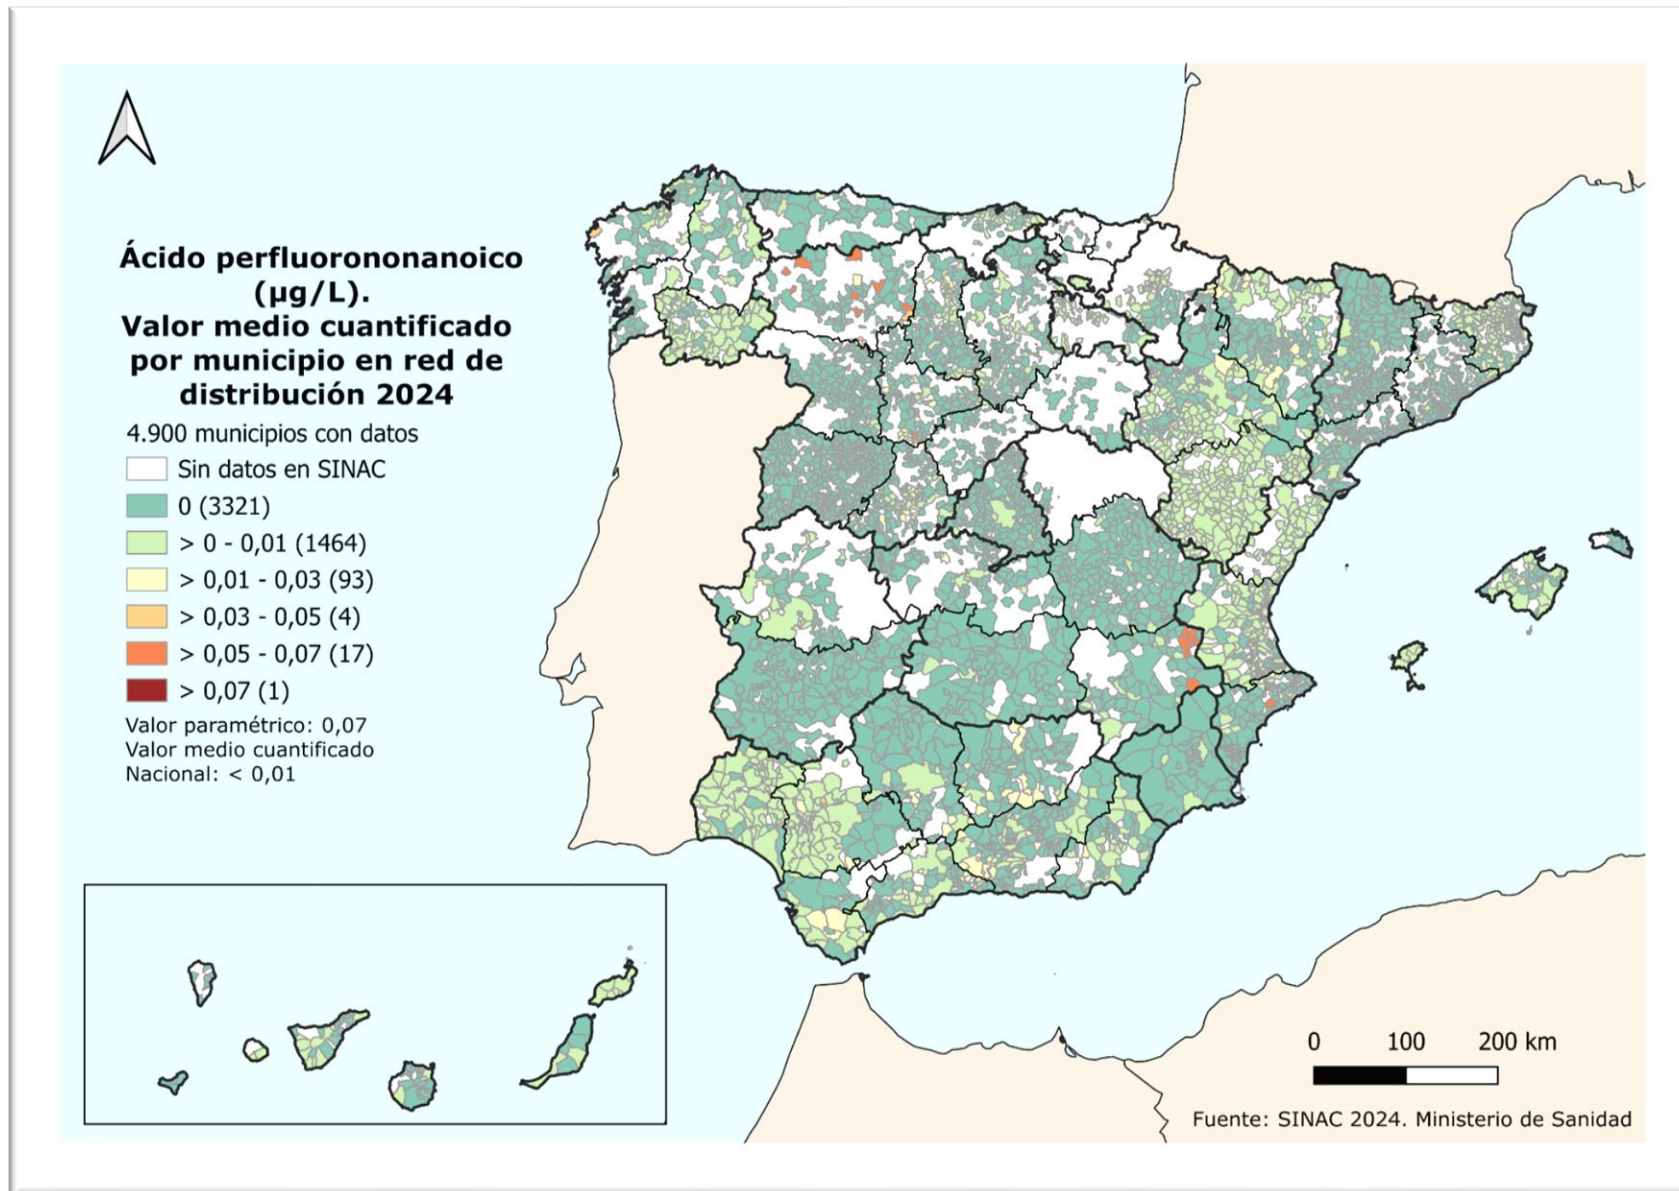 Ácido perfluorononanoico
(µg/L).
Valor medio cuantificado
por municipio en red de
distribución 2024
4.900 municipios con datos
Sin datos en SINAC
0 (3321)
> 0 - 0,01 (1464)
> 0,01 - 0,03 (93)
> 0,03 - 0,05 (4)
> 0,05 - 0,07 (17)
> 0,07 (1)
Valor paramétrico: 0,07
Valor medio cuantificado
Nacional: < 0,01
0 100 200 km
Fuente: SINAC 2024. Ministerio de Sanidad